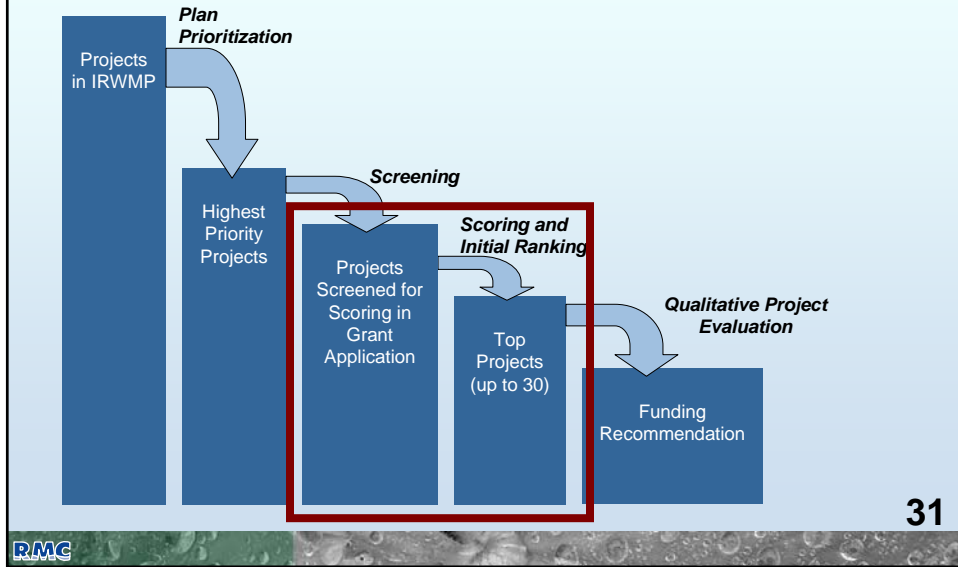 Plan
Prioritization
Projects
in IRWMP
Screening
Highest
Priority
Projects
Scoring and
Initial Ranking
Projects
Screened for
Scoring in
Grant
Application
Qualitative Project
Evaluation
Top
Projects
(up to 30)
Funding
Recommendation
31
RMC